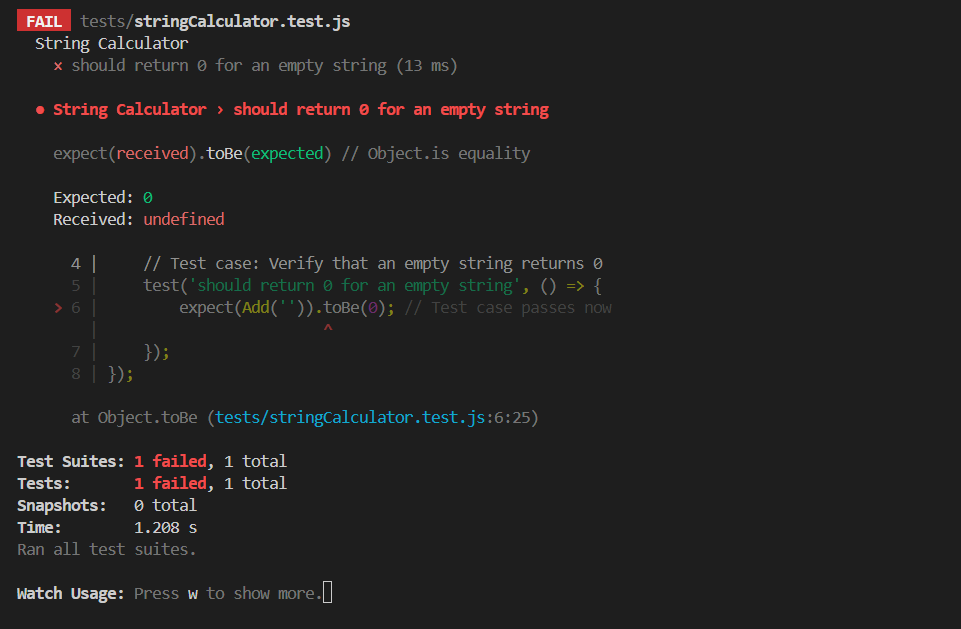 FAIL tests/stringCalculator.test.js
String Calculator
× should return 0 for an empty string (13 ms)
● String Calculator › should return 0 for an empty string
expect(received).toBe(expected) // Object.is equality
Expected: 0
Received: undefined
4 |     // Test case: Verify that an empty string returns 0
5 |     test('should return 0 for an empty string', () => {
> 6 |         expect(Add('')).toBe(0); // Test case passes now
|                         ^
7 |     });
8 | });
at Object.toBe (tests/stringCalculator.test.js:6:25)
Test Suites: 1 failed, 1 total
Tests:       1 failed, 1 total
Snapshots:   0 total
Time:        1.208 s
Ran all test suites.
Watch Usage: Press w to show more.